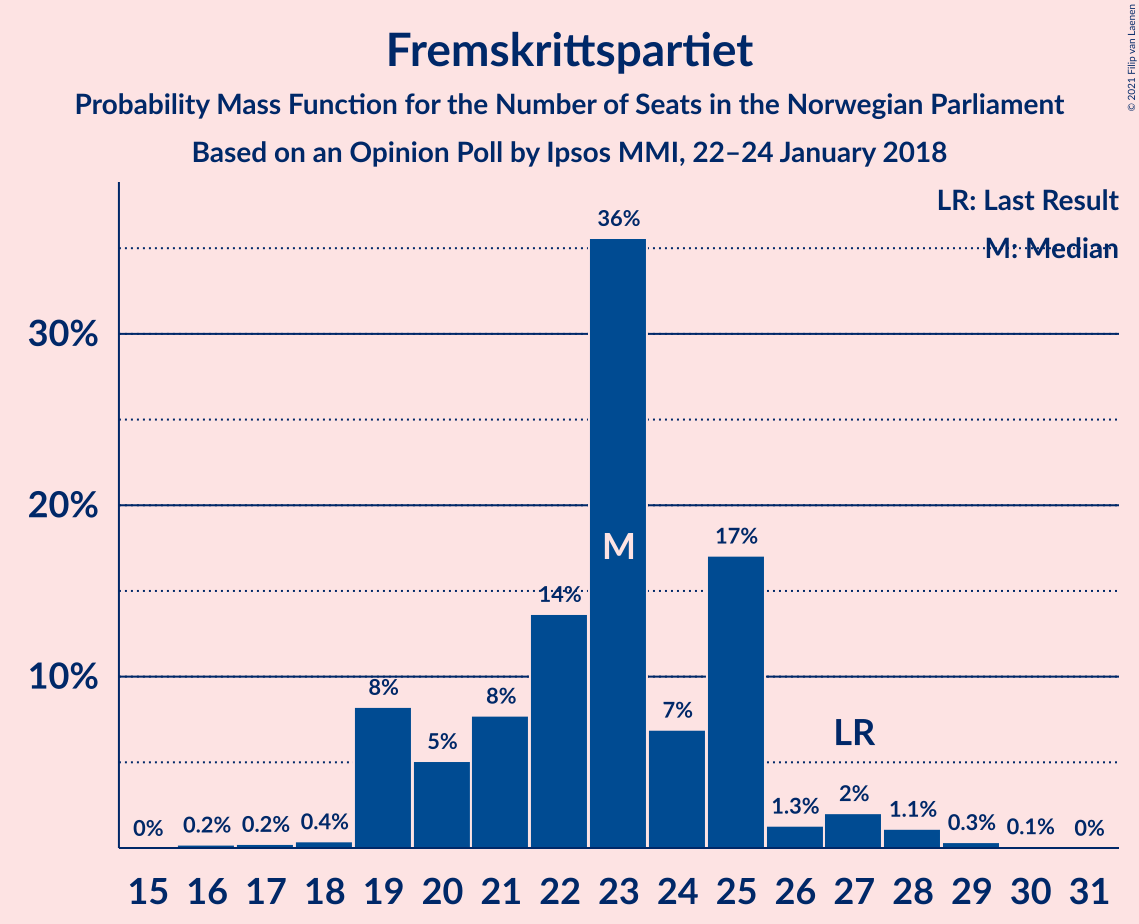 Fremskrittspartiet
Probability Mass Function for the Number of Seats in the Norwegian Parliament
Based on an Opinion Poll by Ipsos MMI, 22–24 January 2018
© 2021 Filip van Laenen
LR: Last Result
M: Median
30%
20%
10%
0%
0.2%
0.2%
0.4%
8%
5%
8%
14%
36%
M
7%
17%
1.3%
LR
2%
1.1%
0.3%
0.1%
0%
15 16 17 18 19 20 21 22 23 24 25 26 27 28 29 30 31